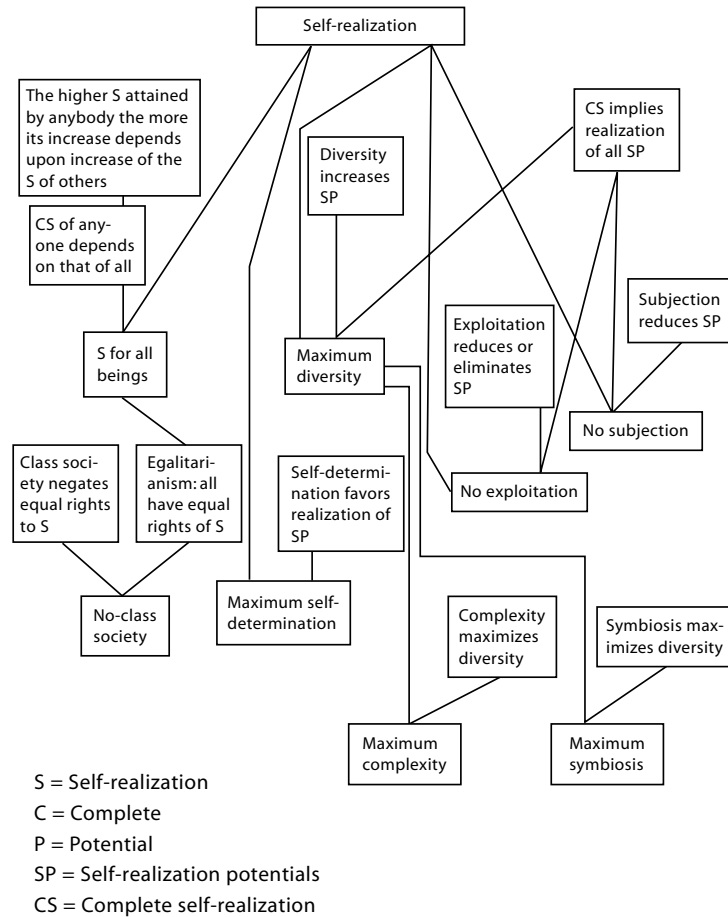 Self-realization
The higher S attained
by anybody the more
its increase depends
upon increase of the
S of others
CS of any-
one depends
on that of all
Diversity
increases
SP
CS implies
realization
of all SP
S for all
beings
Maximum
diversity
Exploitation
reduces or
eliminates
SP
Subjection
reduces SP
No subjection
Class soci-
ety negates
equal rights
to S
Egalitari-
anism: all
have equal
rights of S
Self-determi-
nation favors
realization of
SP
No exploitation
No-class
society
Maximum self-
determination
Complexity
maximizes
diversity
Symbiosis max-
imizes diversity
Maximum
complexity
Maximum
symbiosis
S = Self-realization
C = Complete
P = Potential
SP = Self-realization potentials
CS = Complete self-realization